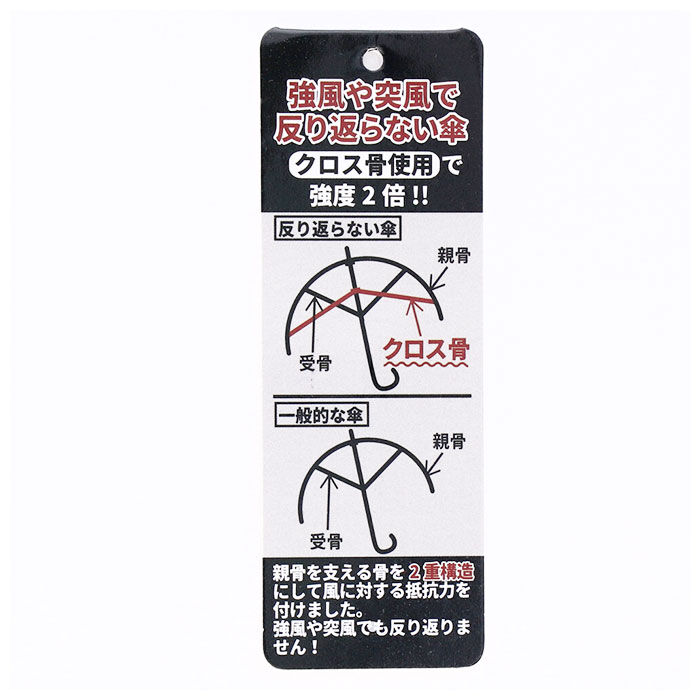 強風や突風で
反り返らない傘
クロス骨使用で
強度2倍!!
反り返らない傘
親骨
クロス骨
受骨
一般的な傘
親骨
受骨
親骨を支える骨を2重構造
にして風に対する抵抗力を
付けました。
強風や突風でも反り返りま
せん！